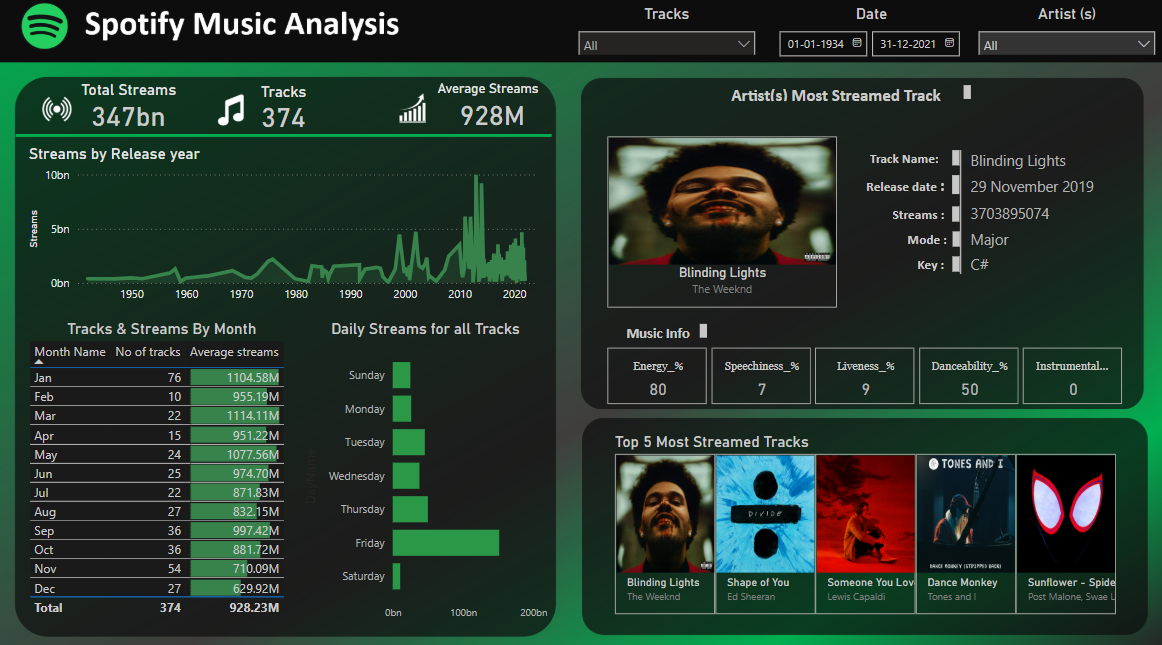 Spotify Music Analysis
Tracks
All
Date
01-01-1934 31-12-2021
Artist (s)
All
Total Streams
347bn
Tracks
374
Average Streams
928M
Streams by Release year
10bn
5bn
0bn
Streams
1950 1960 1970 1980 1990 2000 2010 2020
Tracks & Streams By Month
Month Name No of tracks Average streams
Jan 76 1104.58M
Feb 10 955.19M
Mar 22 1114.11M
Apr 15 951.22M
May 24 1077.56M
Jun 25 974.70M
Jul 22 871.83M
Aug 27 832.15M
Sep 36 997.42M
Oct 36 881.72M
Nov 54 710.09M
Dec 27 629.92M
Total 374 928.23M
Daily Streams for all Tracks
Sunday
Monday
Tuesday
Wednesday
Thursday
Friday
Saturday
0bn 100bn 200bn
Artist(s) Most Streamed Track
Blinding Lights
The Weeknd
Track Name: Blinding Lights
Release date : 29 November 2019
Streams : 3703895074
Mode : Major
Key : C#
Music Info
Energy_% Speechiness_% Liveness_% Danceability_% Instrumental...
80 7 9 50 0
Top 5 Most Streamed Tracks
DIVIDE
TONES AND I
DANCE MONKEY (STRIPPED BACK)
Blinding Lights
The Weeknd
Shape of You
Ed Sheeran
Someone You Lov
Lewis Capaldi
Dance Monkey
Tones and I
Sunflower - Spide
Post Malone, Swae L